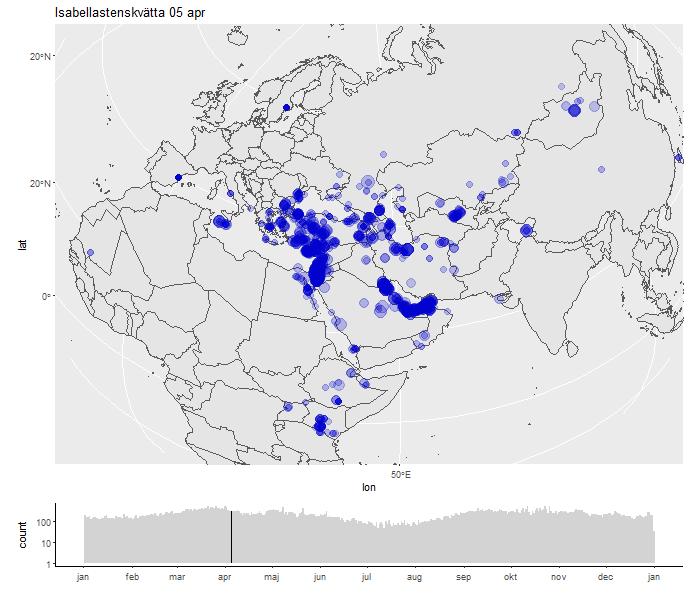 Isabellastenskvätta 05 apr
20°N
20°N
0°
lat
50°E
lon
count
100
10
1
jan feb mar apr maj jun jul aug sep okt nov dec jan